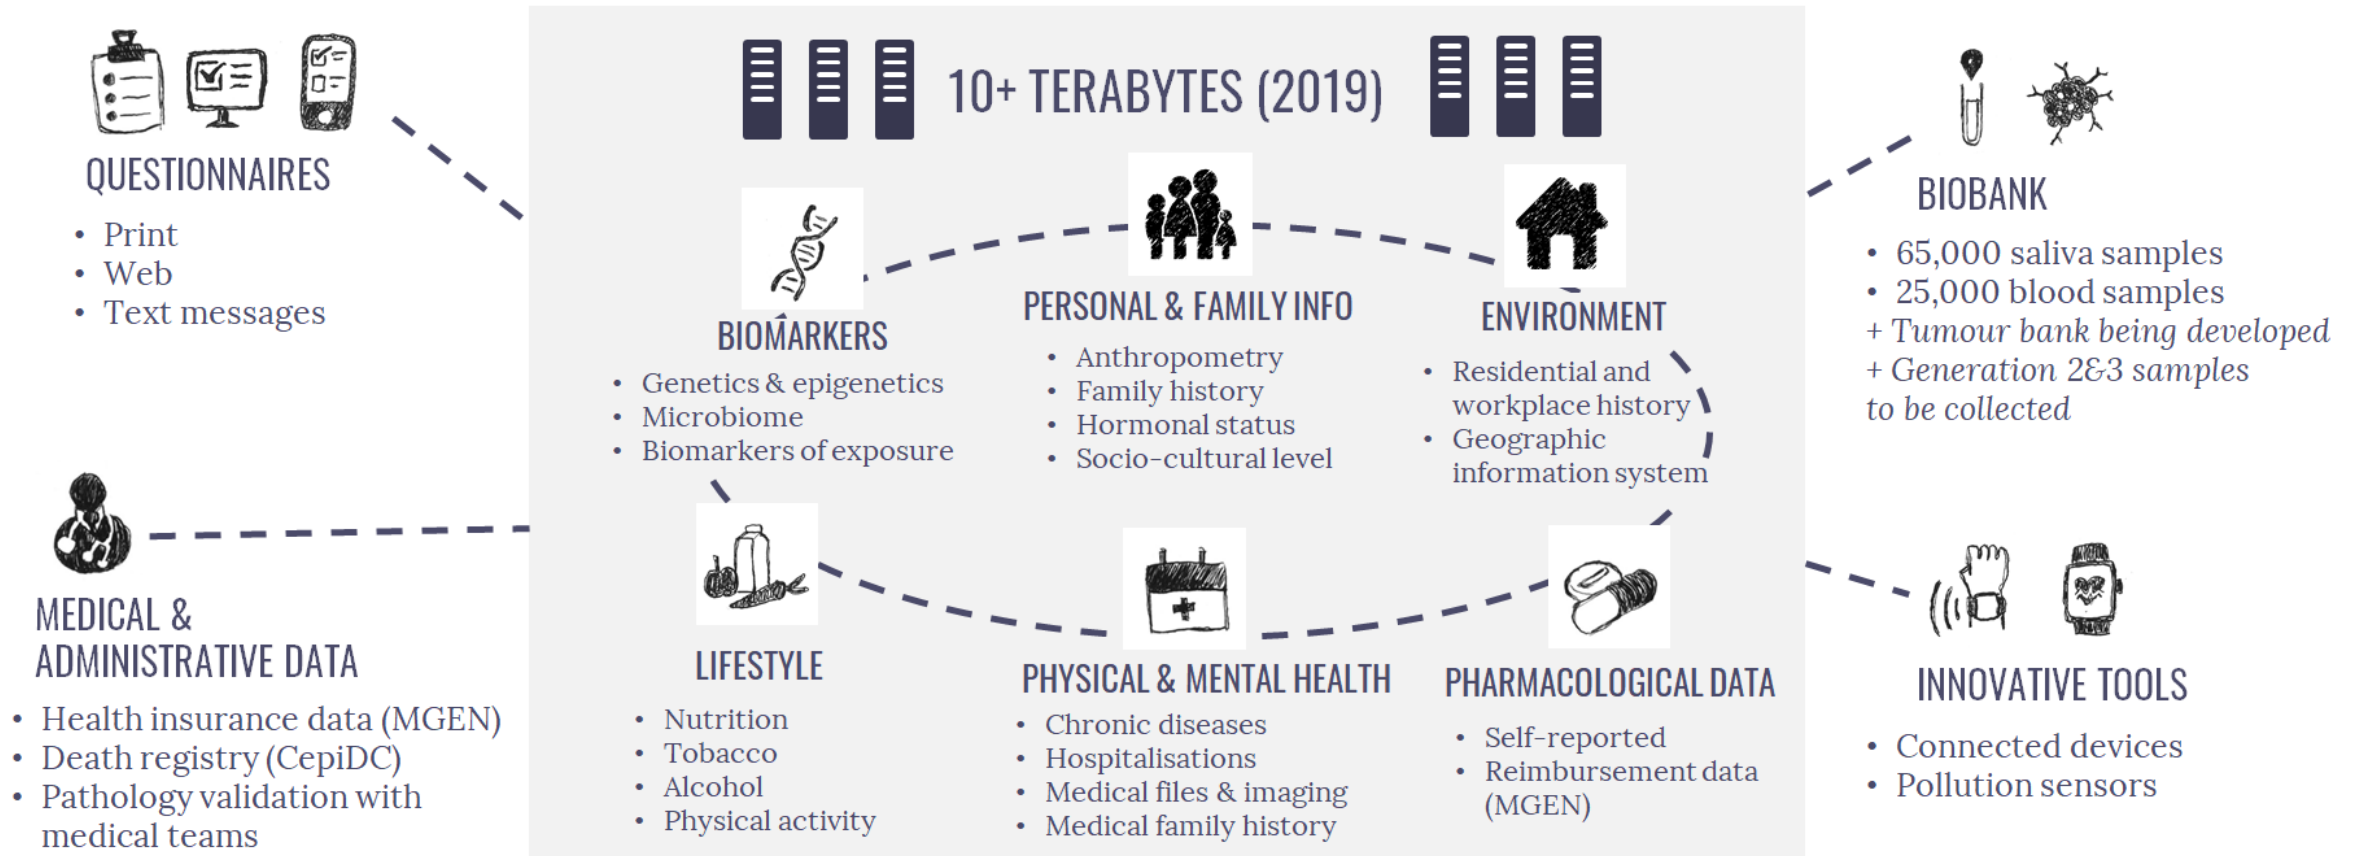 10+ TERABYTES (2019)
QUESTIONNAIRES
• Print
• Web
• Text messages
MEDICAL &
ADMINISTRATIVE DATA
• Health insurance data (MGEN)
• Death registry (CepiDC)
• Pathology validation with
medical teams
BIOMARKERS
• Genetics & epigenetics
• Microbiome
• Biomarkers of exposure
PERSONAL & FAMILY INFO
• Anthropometry
• Family history
• Hormonal status
• Socio-cultural level
ENVIRONMENT
• Residential and
workplace history
• Geographic
information system
LIFESTYLE
• Nutrition
• Tobacco
• Alcohol
• Physical activity
PHYSICAL & MENTAL HEALTH
• Chronic diseases
• Hospitalisations
• Medical files & imaging
• Medical family history
PHARMACOLOGICAL DATA
• Self-reported
• Reimbursement data
(MGEN)
BIOBANK
• 65,000 saliva samples
• 25,000 blood samples
+ Tumour bank being developed
+ Generation 2&3 samples
to be collected
INNOVATIVE TOOLS
• Connected devices
• Pollution sensors